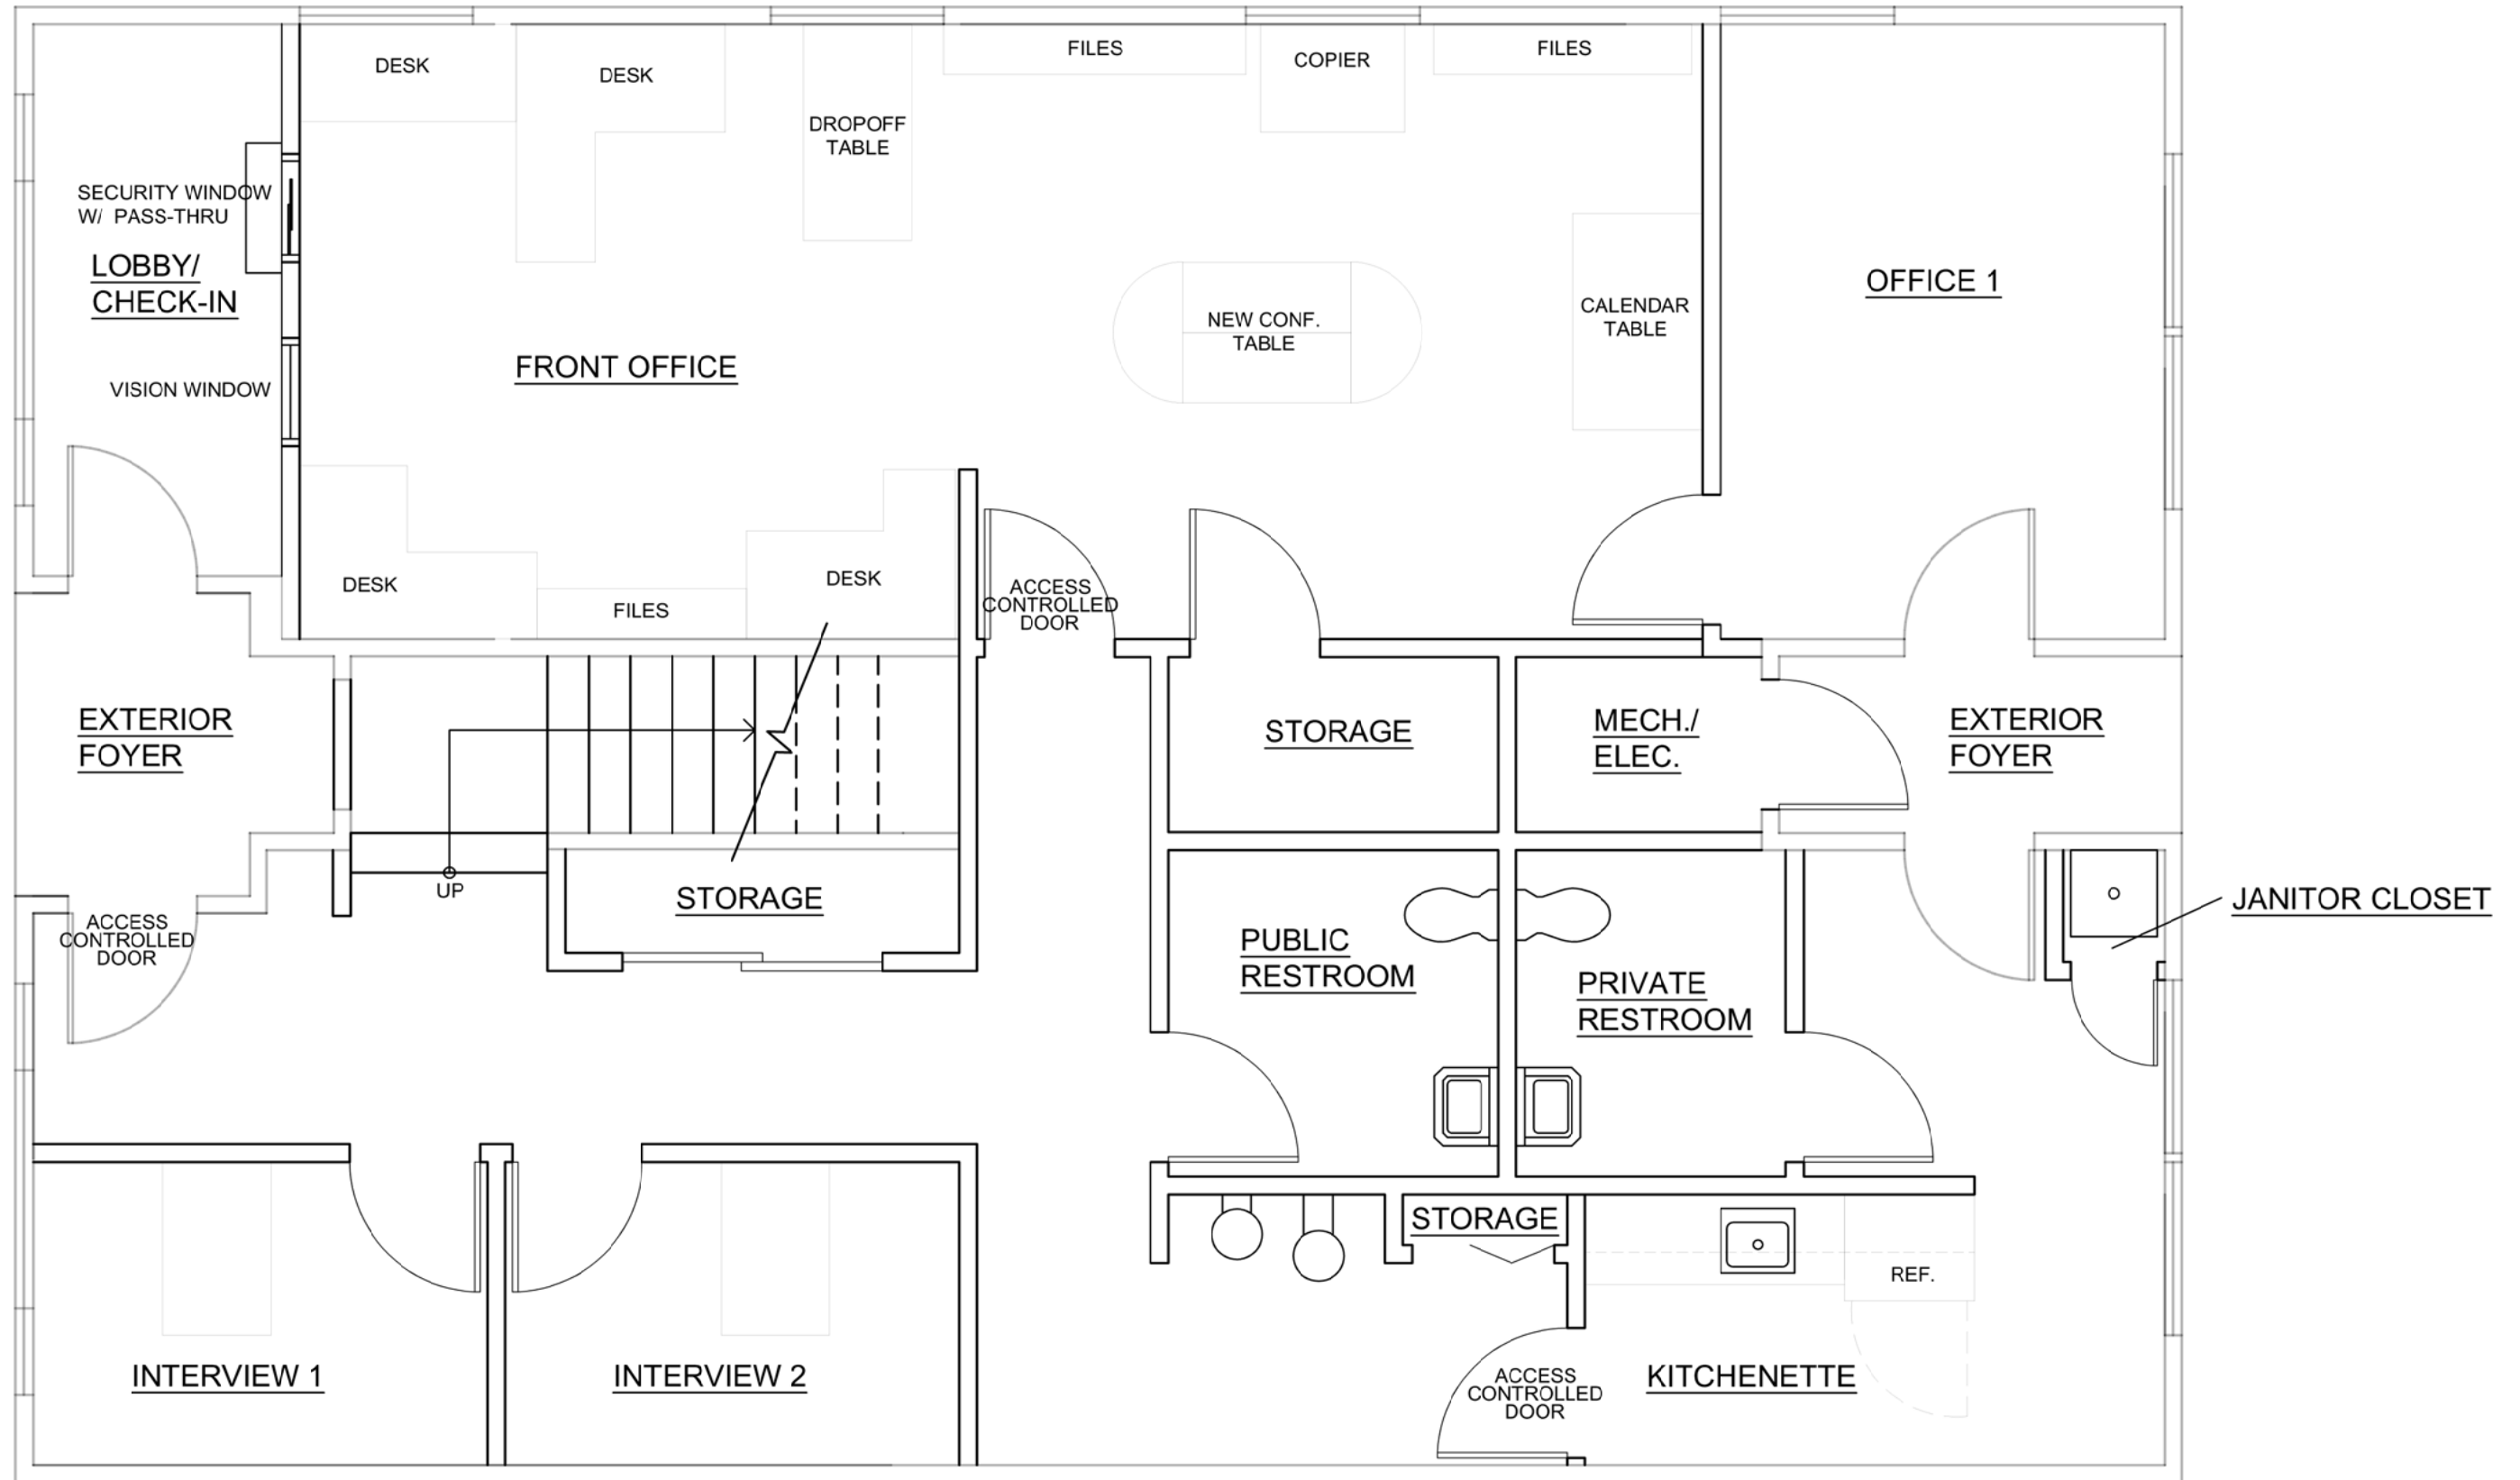 DESK
DESK
DROPOFF
TABLE
FILES
COPIER
FILES
SECURITY WINDOW
W/ PASS-THRU
LOBBY/
CHECK-IN
VISION WINDOW
FRONT OFFICE
NEW CONF.
TABLE
CALENDAR
TABLE
OFFICE 1
DESK
FILES
DESK
ACCESS
CONTROLLED
DOOR
EXTERIOR
FOYER
STORAGE
MECH./
ELEC.
EXTERIOR
FOYER
UP
STORAGE
ACCESS
CONTROLLED
DOOR
PUBLIC
RESTROOM
PRIVATE
RESTROOM
JANITOR CLOSET
STORAGE
REF.
INTERVIEW 1
INTERVIEW 2
ACCESS
CONTROLLED
DOOR
KITCHENETTE